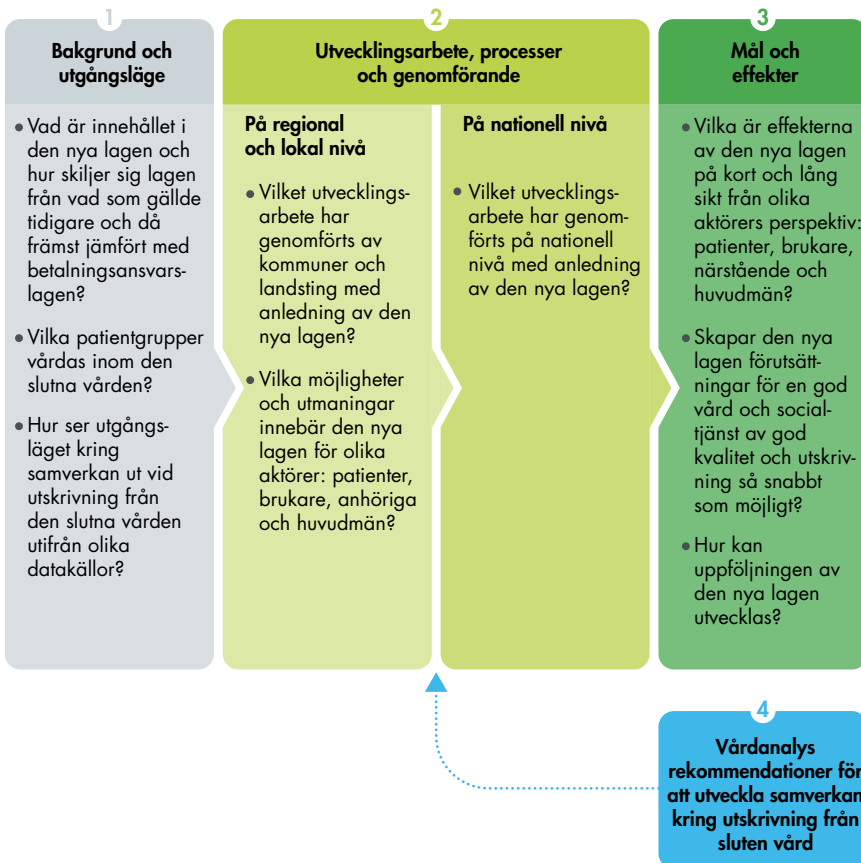 1
Bakgrund och
utgångsläge
• Vad är innehållet i
den nya lagen och
hur skiljer sig lagen
från vad som gällde
tidigare och då
främst jämfört med
betalningsansvars-
lagen?
• Vilka patientgrupper
vårdas inom den
slutna vården?
• Hur ser utgångs-
läget kring
samverkan ut vid
utskrivning från
den slutna vården
utifrån olika
datakällor?
2
Utvecklingsarbete, processer
och genomförande
På regional
och lokal nivå
• Vilket utvecklings-
arbete har
genomförts av
kommuner och
landsting med
anledning av den
nya lagen?
• Vilka möjligheter
och utmaningar
innebär den nya
lagen för olika
aktörer: patienter,
brukare, anhöriga
och huvudmän?
På nationell nivå
• Vilket utvecklings-
arbete har genom-
förts på nationell
nivå med anledning
av den nya lagen?
3
Mål och
effekter
• Vilka är effekterna
av den nya lagen
på kort och lång
sikt från olika
aktörers perspektiv:
patienter, brukare,
närstående och
huvudmän?
• Skapar den nya
lagen förutsätt-
ningar för en god
vård och social-
tjänst av god
kvalitet och utskriv-
ning så snabbt
som möjligt?
• Hur kan
uppföljningen av
den nya lagen
utvecklas?
4
Vårdanalys
rekommendationer för
att utveckla samverkan
kring utskrivning från
sluten vård